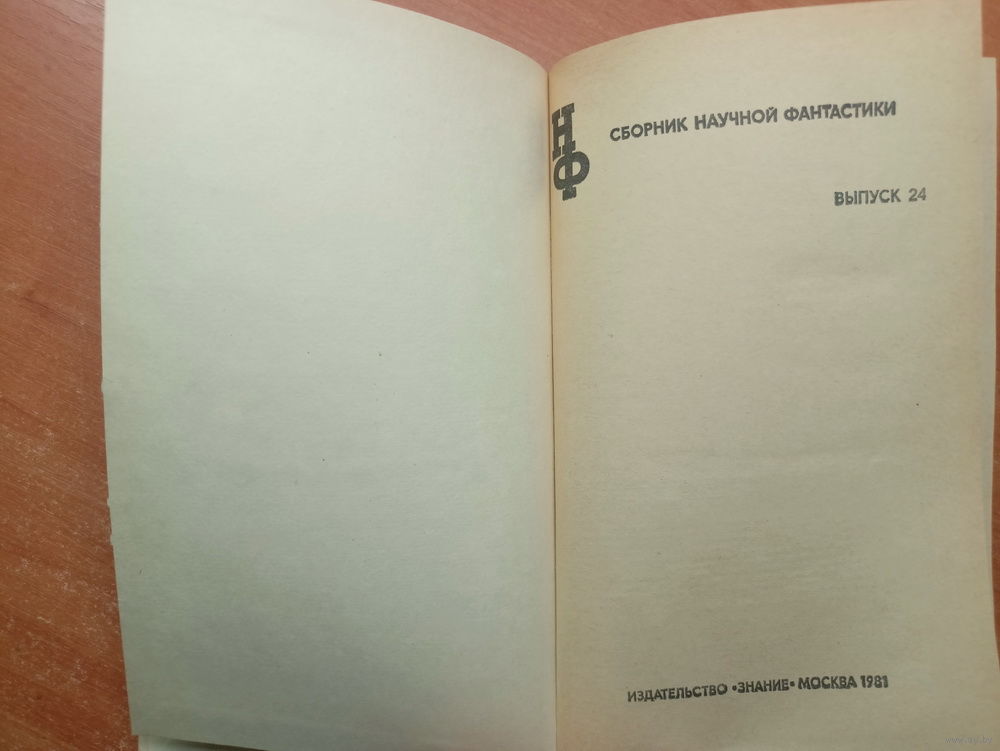 НФ
СБОРНИК НАУЧНОЙ ФАНТАСТИКИ
ВЫПУСК 24
ИЗДАТЕЛЬСТВО •ЗНАНИЕ• МОСКВА 1981